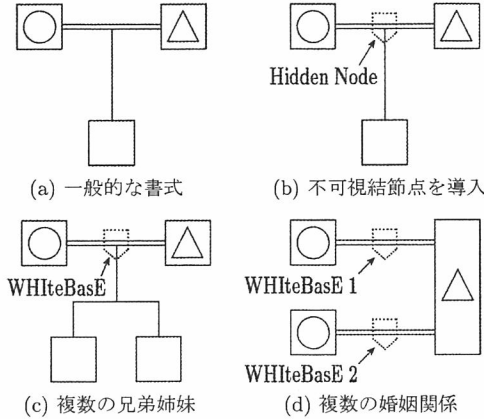 Hidden Node
(a) 一般的な書式
(b) 不可視結節点を導入
WHIteBasE
(c) 複数の兄弟姉妹
WHIteBasE 1
WHIteBasE 2
(d) 複数の婚姻関係